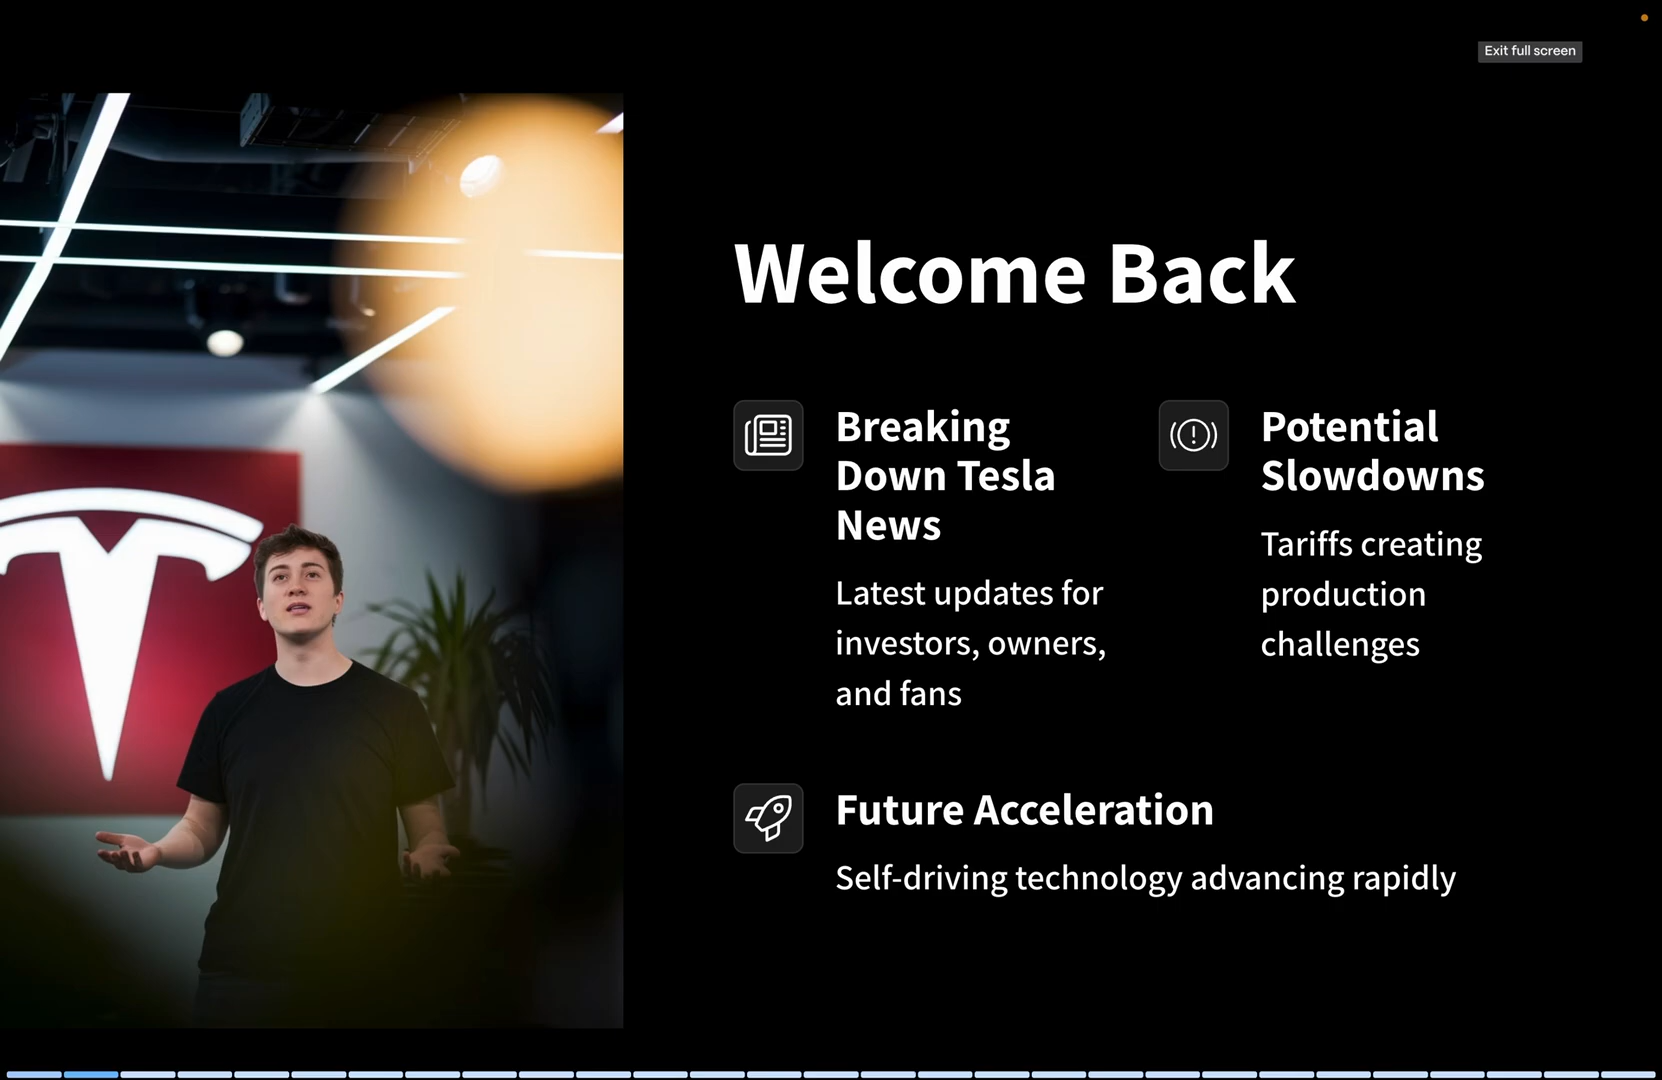 Exit full screen
Welcome Back
Breaking
Down Tesla
News
Latest updates for
investors, owners,
and fans
Potential
Slowdowns
Tariffs creating
production
challenges
Future Acceleration
Self-driving technology advancing rapidly